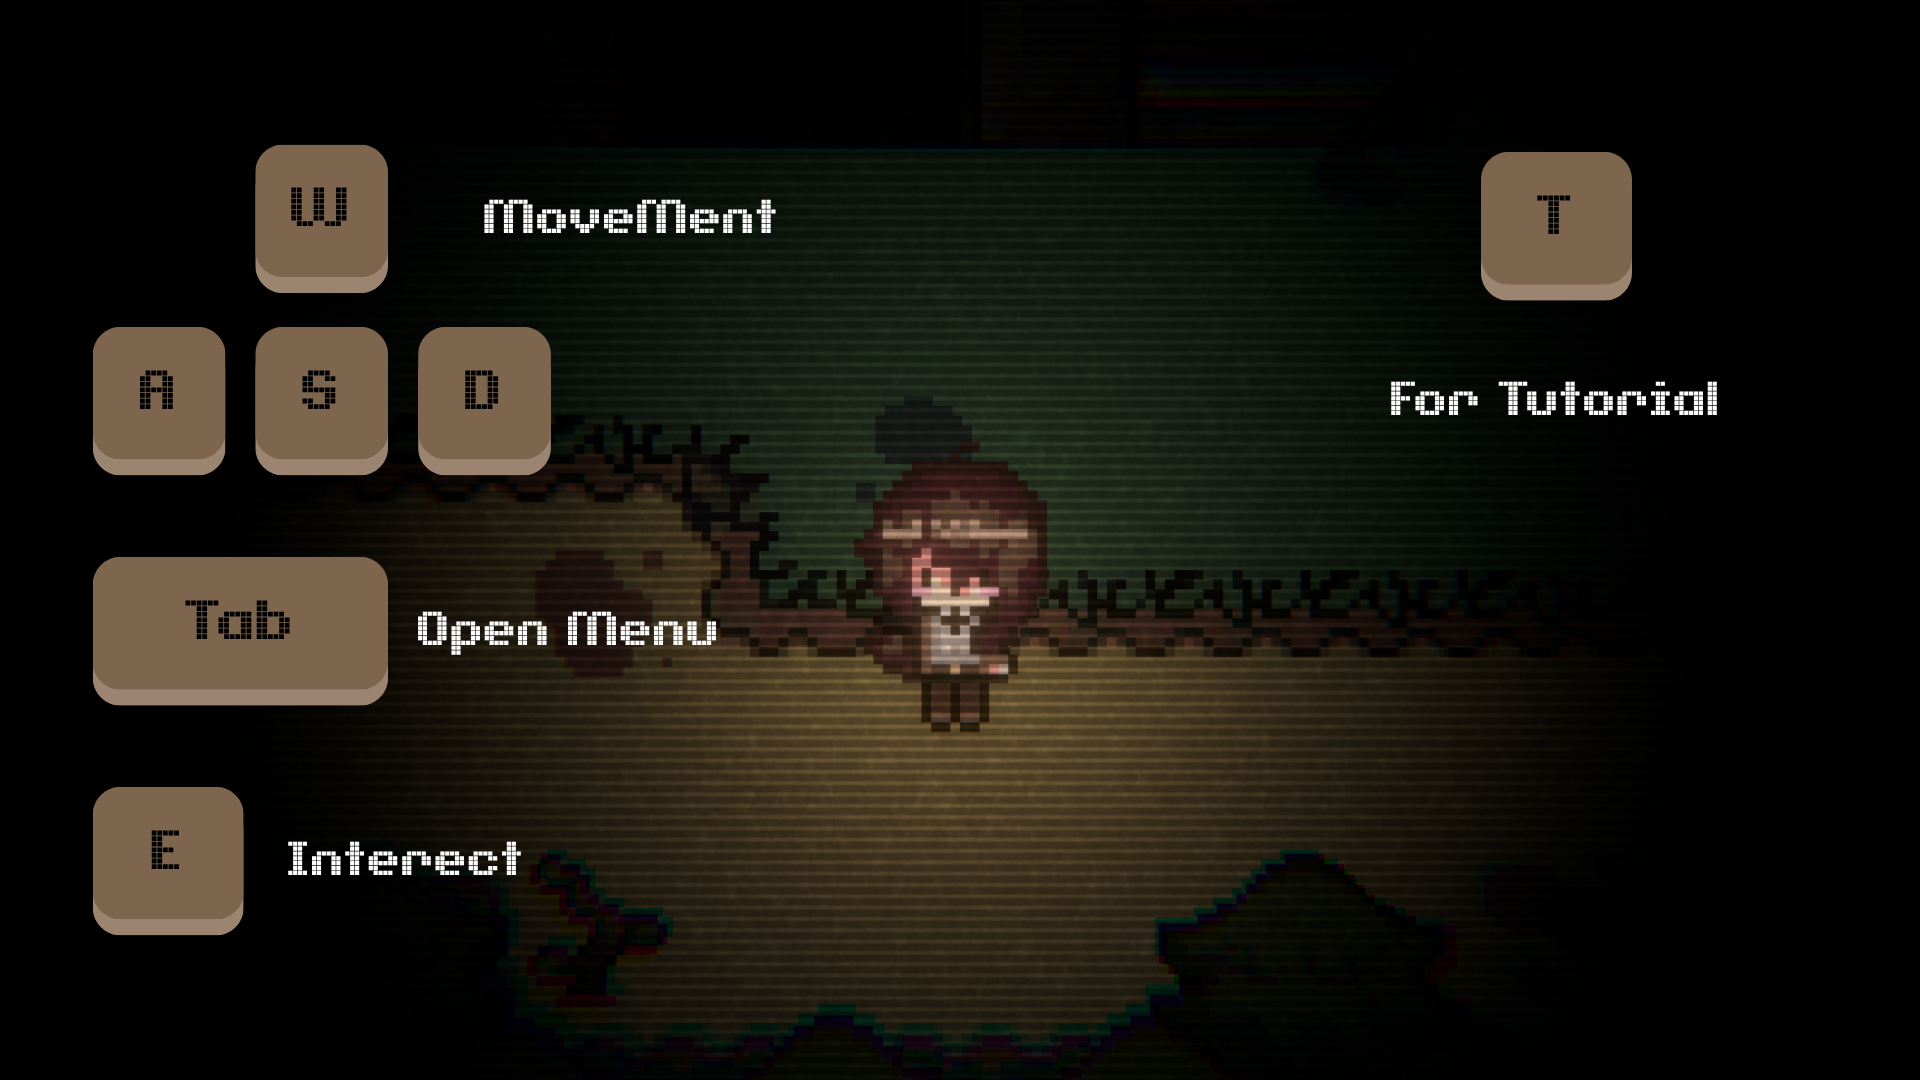 W
MoveMent
T
A S D
For Tutorial
Tab
Open Menu
E
Interect